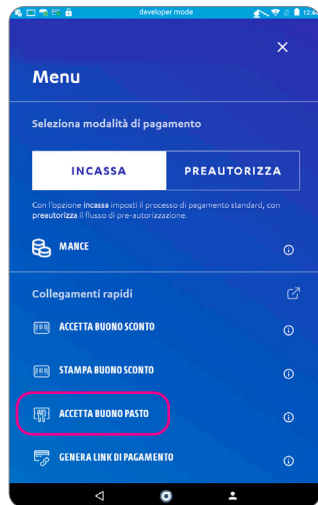 developer mode
Menu
Seleziona modalità di pagamento
INCASSA PREAUTORIZZA
Con l'opzione incassa imposti il processo di pagamento standard, con
preautorizza il flusso di pre-autorizzazione.
MANCE
Collegamenti rapidi
ACCETTA BUONO SCONTO
STAMPA BUONO SCONTO
ACCETTA BUONO PASTO
GENERA LINK DI PAGAMENTO